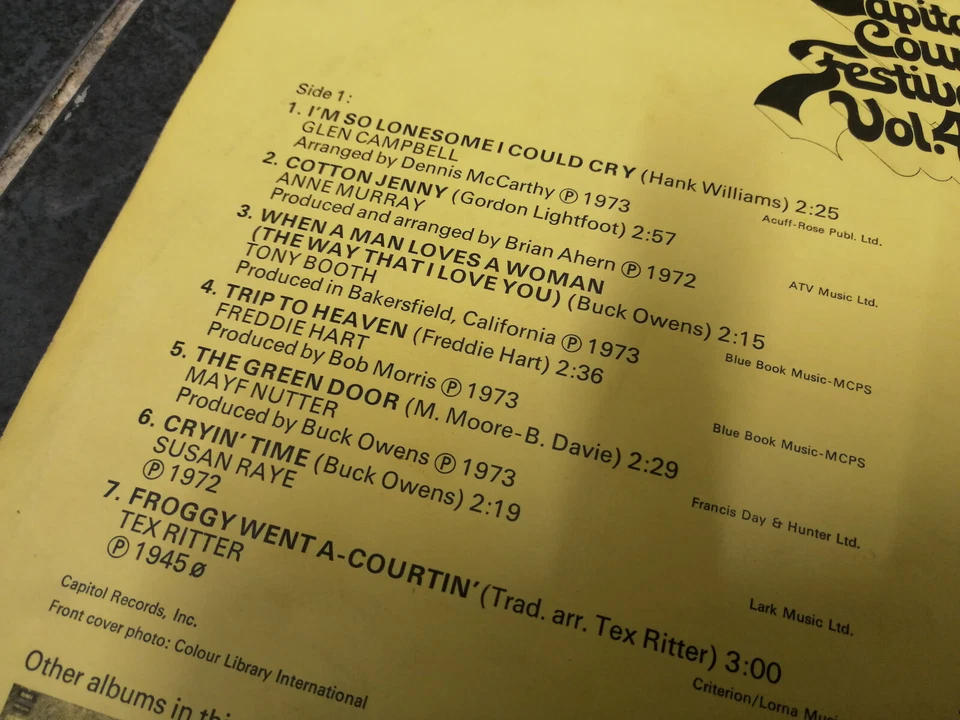 Country
Festival
Vol.4
Side 1:
1. I'M SO LONESOME I COULD CRY (Hank Williams) 2:25
GLEN CAMPBELL
Acuff-Rose Publ. Ltd.
Arranged by Dennis McCarthy Ⓟ 1973
2. COTTON JENNY (Gordon Lightfoot) 2:57
ANNE MURRAY
ATV Music Ltd.
Produced and arranged by Brian Ahern Ⓟ 1972
3. WHEN A MAN LOVES A WOMAN
(THE WAY THAT I LOVE YOU) (Buck Owens) 2:15
TONY BOOTH
Blue Book Music-MCPS
Produced in Bakersfield, California Ⓟ 1973
4. TRIP TO HEAVEN (Freddie Hart) 2:36
FREDDIE HART
Blue Book Music-MCPS
Produced by Bob Morris Ⓟ 1973
5. THE GREEN DOOR (M. Moore-B. Davie) 2:29
MAYF NUTTER
Francis Day & Hunter Ltd.
Produced by Buck Owens Ⓟ 1973
6. CRYIN' TIME (Buck Owens) 2:19
SUSAN RAYE
Lark Music Ltd.
Ⓟ 1972
7. FROGGY WENT A-COURTIN' (Trad. arr. Tex Ritter) 3:00
TEX RITTER
Criterion/Lorna
Ⓟ 1945 ø
Capitol Records, Inc.
Front cover photo: Colour Library International
Other albums in